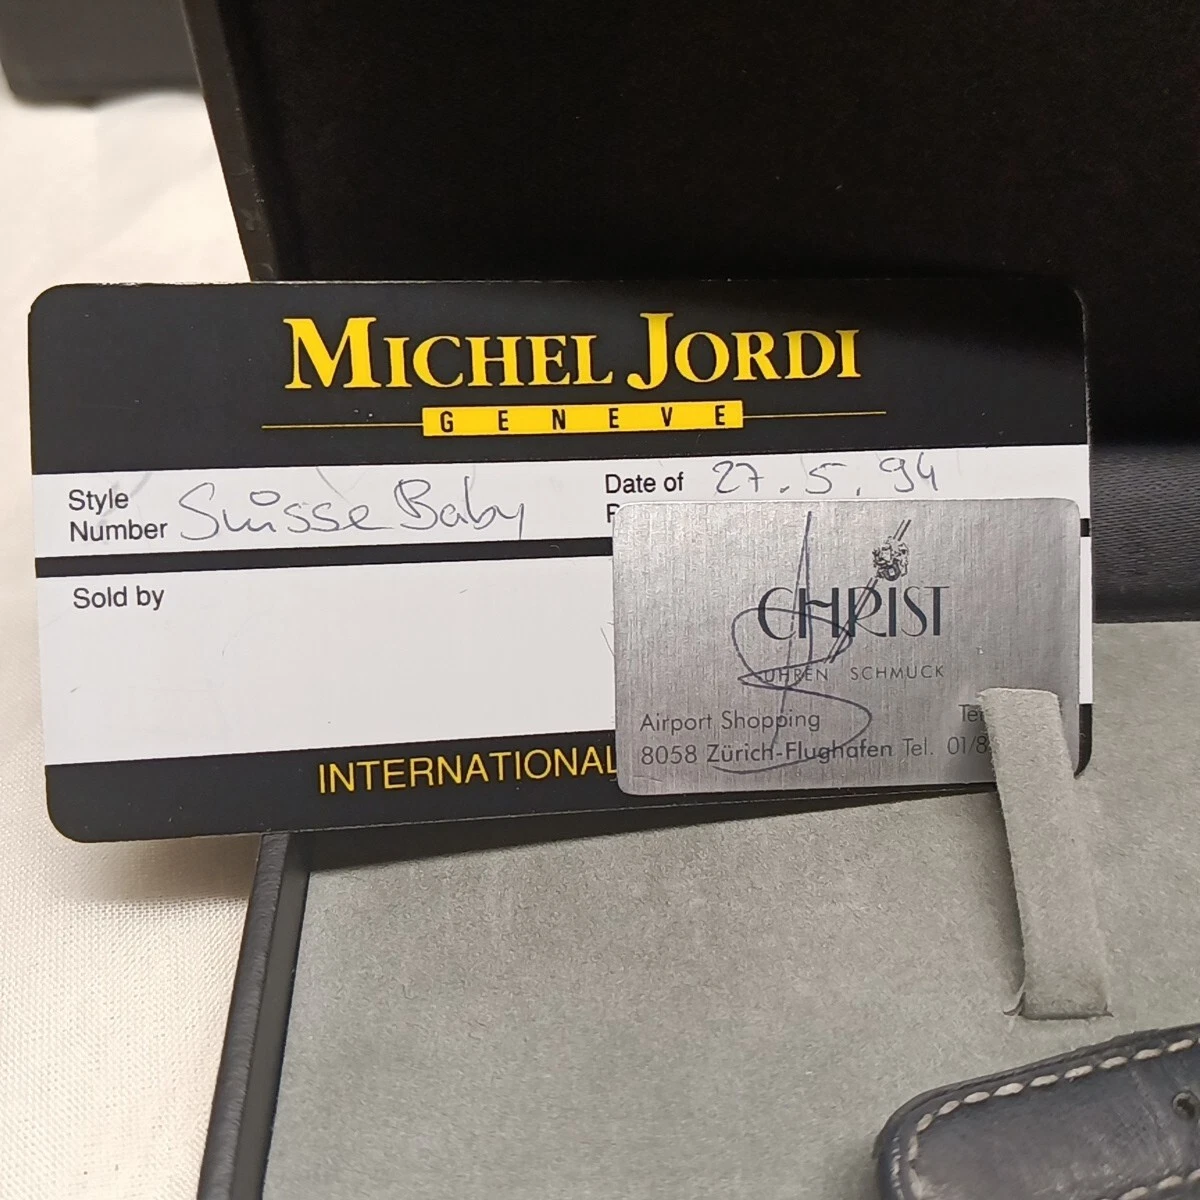 MICHEL JORDI
GENEVE
Style Number Suisse Baby
Date of 27.5.94
Sold by
CHRIST
UHREN SCHMUCK
Airport Shopping
8058 Zürich-Flughafen Tel. 01/8
INTERNATIONAL